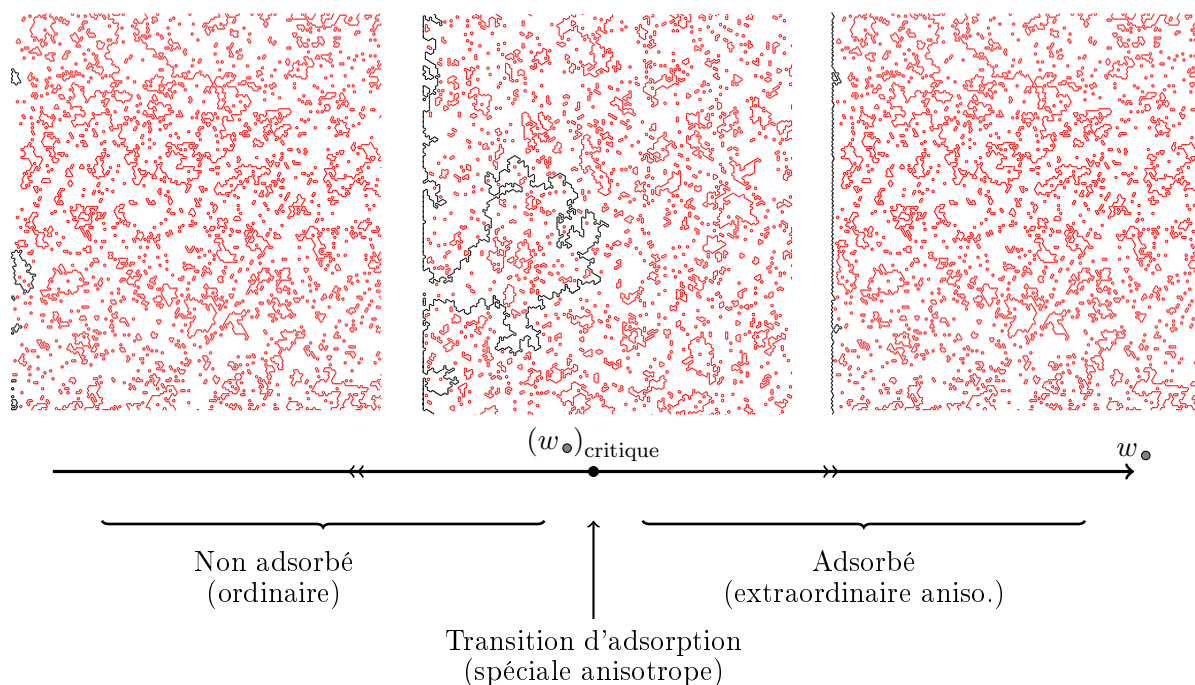 (w●)critique
w●
Non adsorbé
(ordinaire)
Adsorbé
(extraordinaire aniso.)
Transition d'adsorption
(spéciale anisotrope)